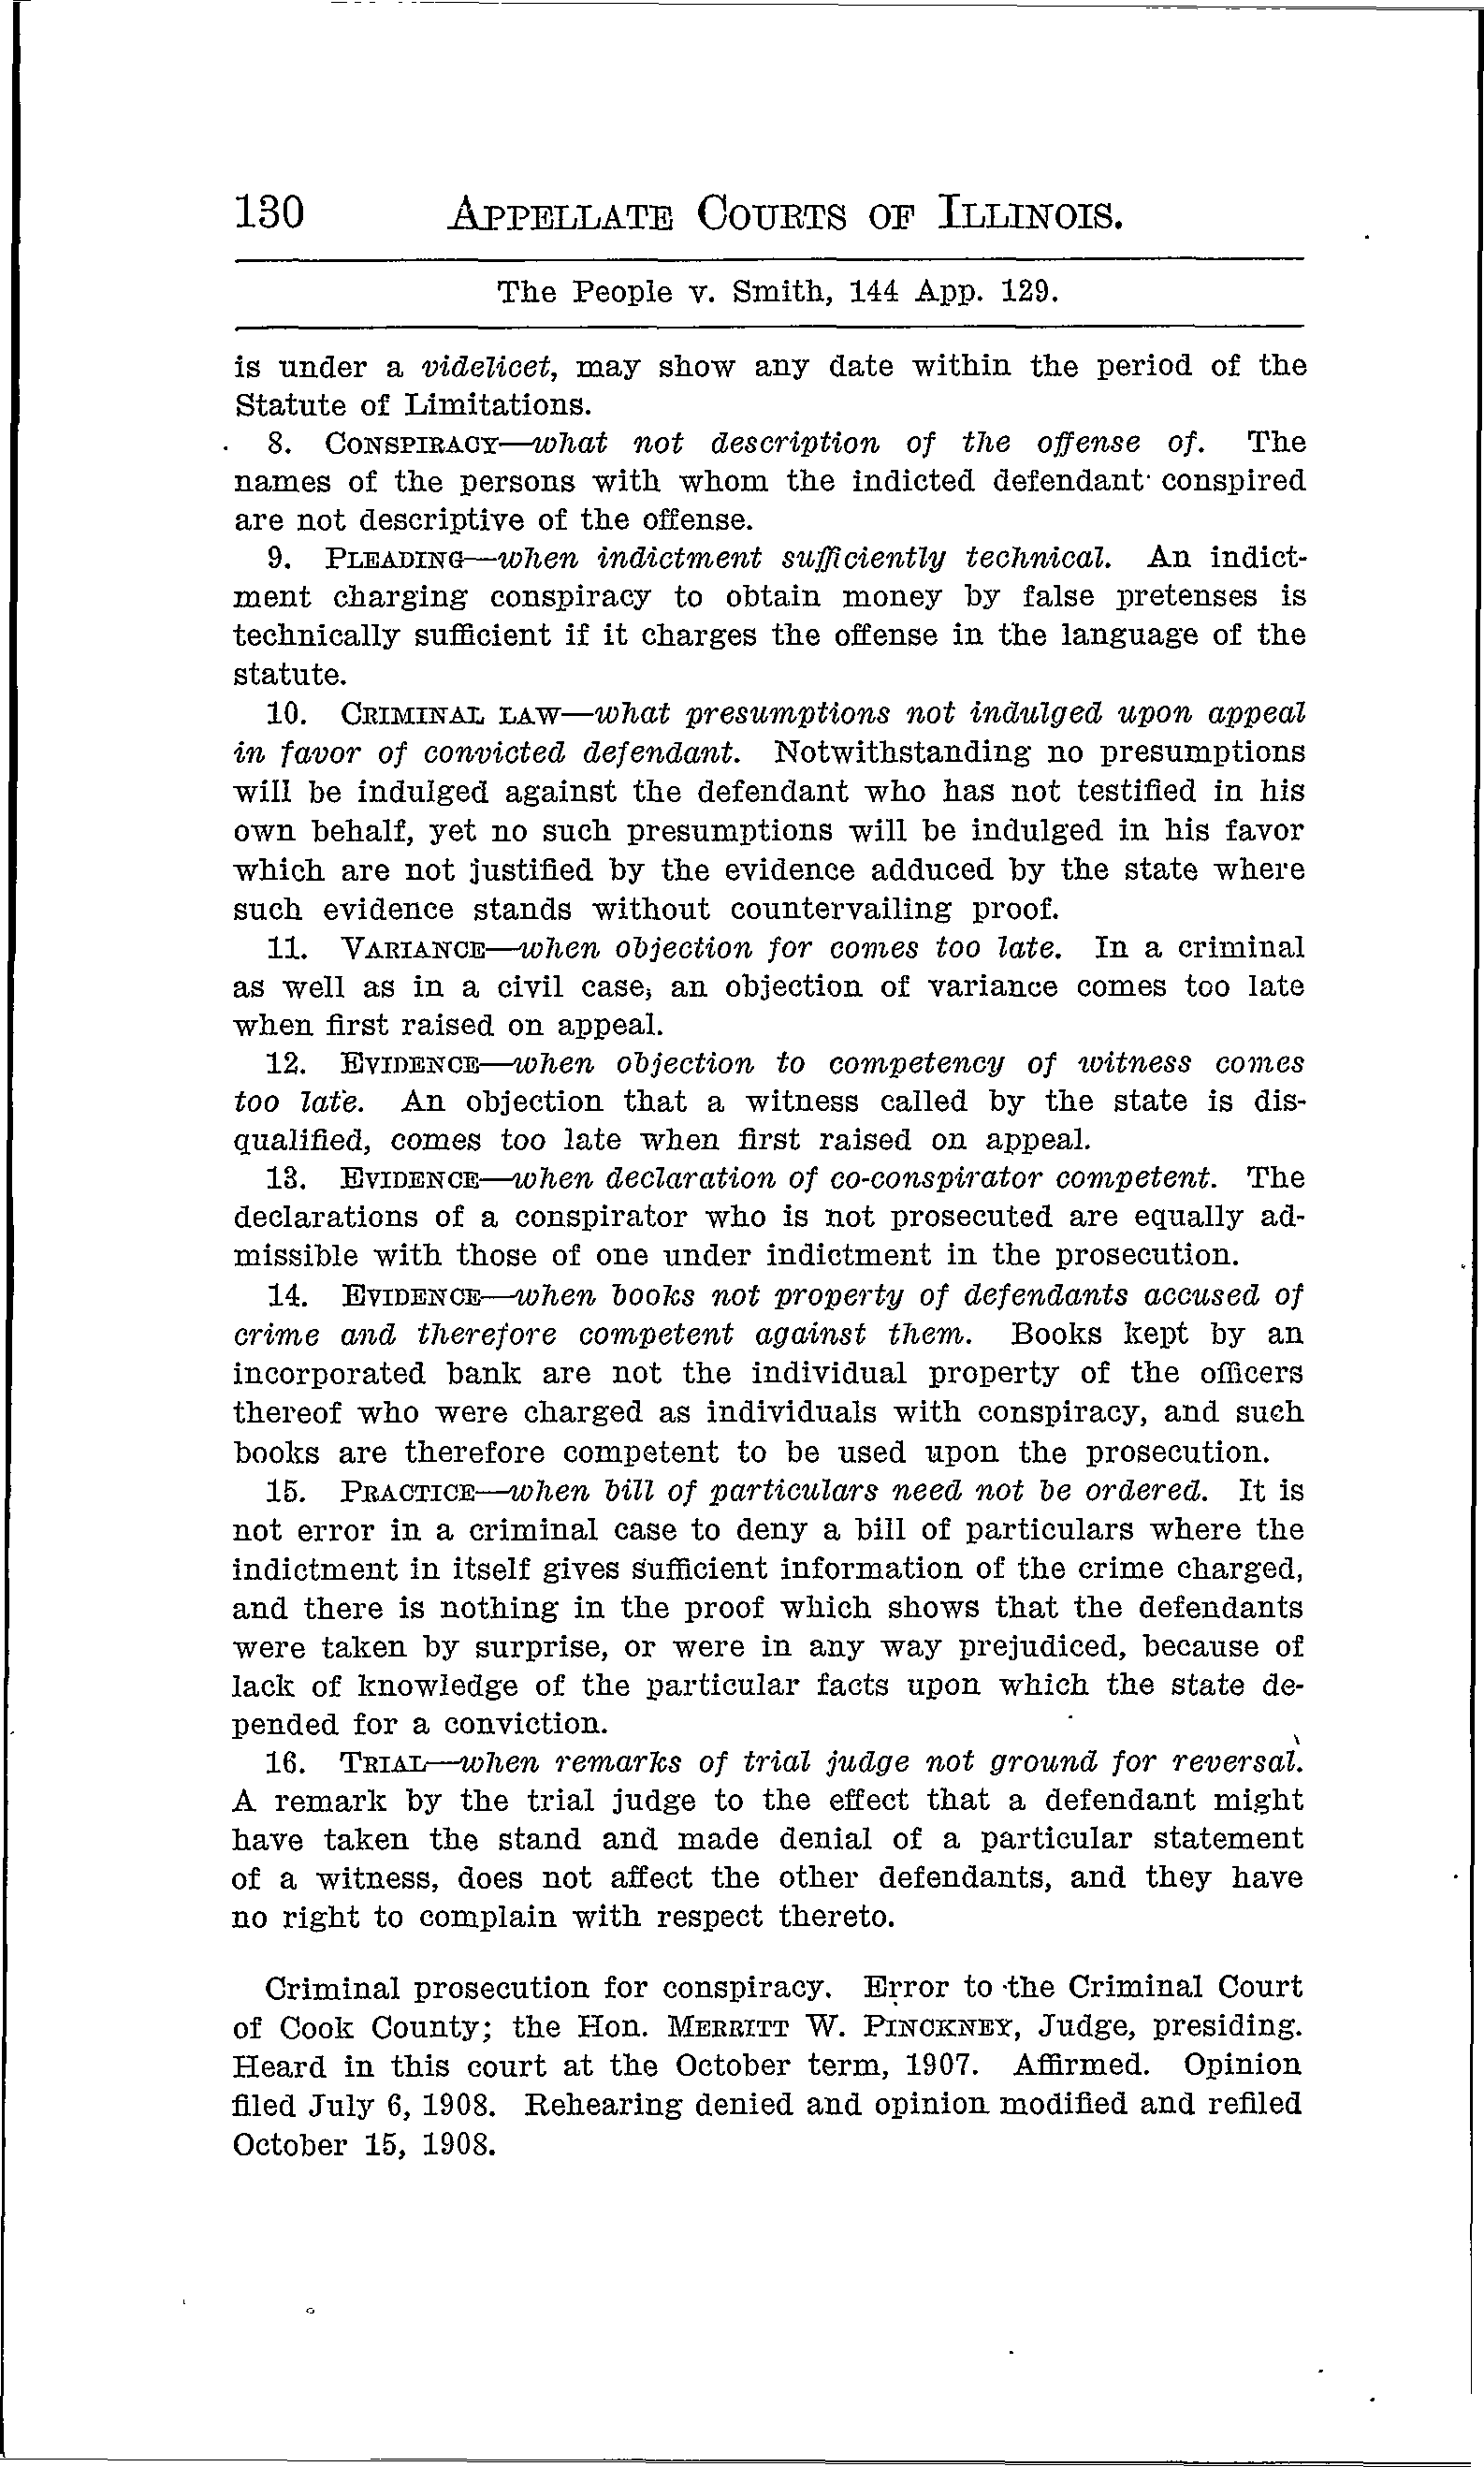 130 APPELLATE COURTS OF ILLINOIS.
The People v. Smith, 144 App. 129.
is under a videlicet, may show any date within the period of the
Statute of Limitations.
8. CONSPIRACY—what not description of the offense of. The
names of the persons with whom the indicted defendant conspired
are not descriptive of the offense.
9. PLEADING—when indictment sufficiently technical. An indict-
ment charging conspiracy to obtain money by false pretenses is
technically sufficient if it charges the offense in the language of the
statute.
10. CRIMINAL LAW—what presumptions not indulged upon appeal
in favor of convicted defendant. Notwithstanding no presumptions
will be indulged against the defendant who has not testified in his
own behalf, yet no such presumptions will be indulged in his favor
which are not justified by the evidence adduced by the state where
such evidence stands without countervailing proof.
11. VARIANCE—when objection for comes too late. In a criminal
as well as in a civil case, an objection of variance comes too late
when first raised on appeal.
12. EVIDENCE—when objection to competency of witness comes
too late. An objection that a witness called by the state is dis-
qualified, comes too late when first raised on appeal.
13. EVIDENCE—when declaration of co-conspirator competent. The
declarations of a conspirator who is not prosecuted are equally ad-
missible with those of one under indictment in the prosecution.
14. EVIDENCE—when books not property of defendants accused of
crime and therefore competent against them. Books kept by an
incorporated bank are not the individual property of the officers
thereof who were charged as individuals with conspiracy, and such
books are therefore competent to be used upon the prosecution.
15. PRACTICE—when bill of particulars need not be ordered. It is
not error in a criminal case to deny a bill of particulars where the
indictment in itself gives sufficient information of the crime charged,
and there is nothing in the proof which shows that the defendants
were taken by surprise, or were in any way prejudiced, because of
lack of knowledge of the particular facts upon which the state de-
pended for a conviction.
16. TRIAL—when remarks of trial judge not ground for reversal.
A remark by the trial judge to the effect that a defendant might
have taken the stand and made denial of a particular statement
of a witness, does not affect the other defendants, and they have
no right to complain with respect thereto.
Criminal prosecution for conspiracy. Error to the Criminal Court
of Cook County; the Hon. MERRITT W. PINCKNEY, Judge, presiding.
Heard in this court at the October term, 1907. Affirmed. Opinion
filed July 6, 1908. Rehearing denied and opinion modified and refiled
October 15, 1908.